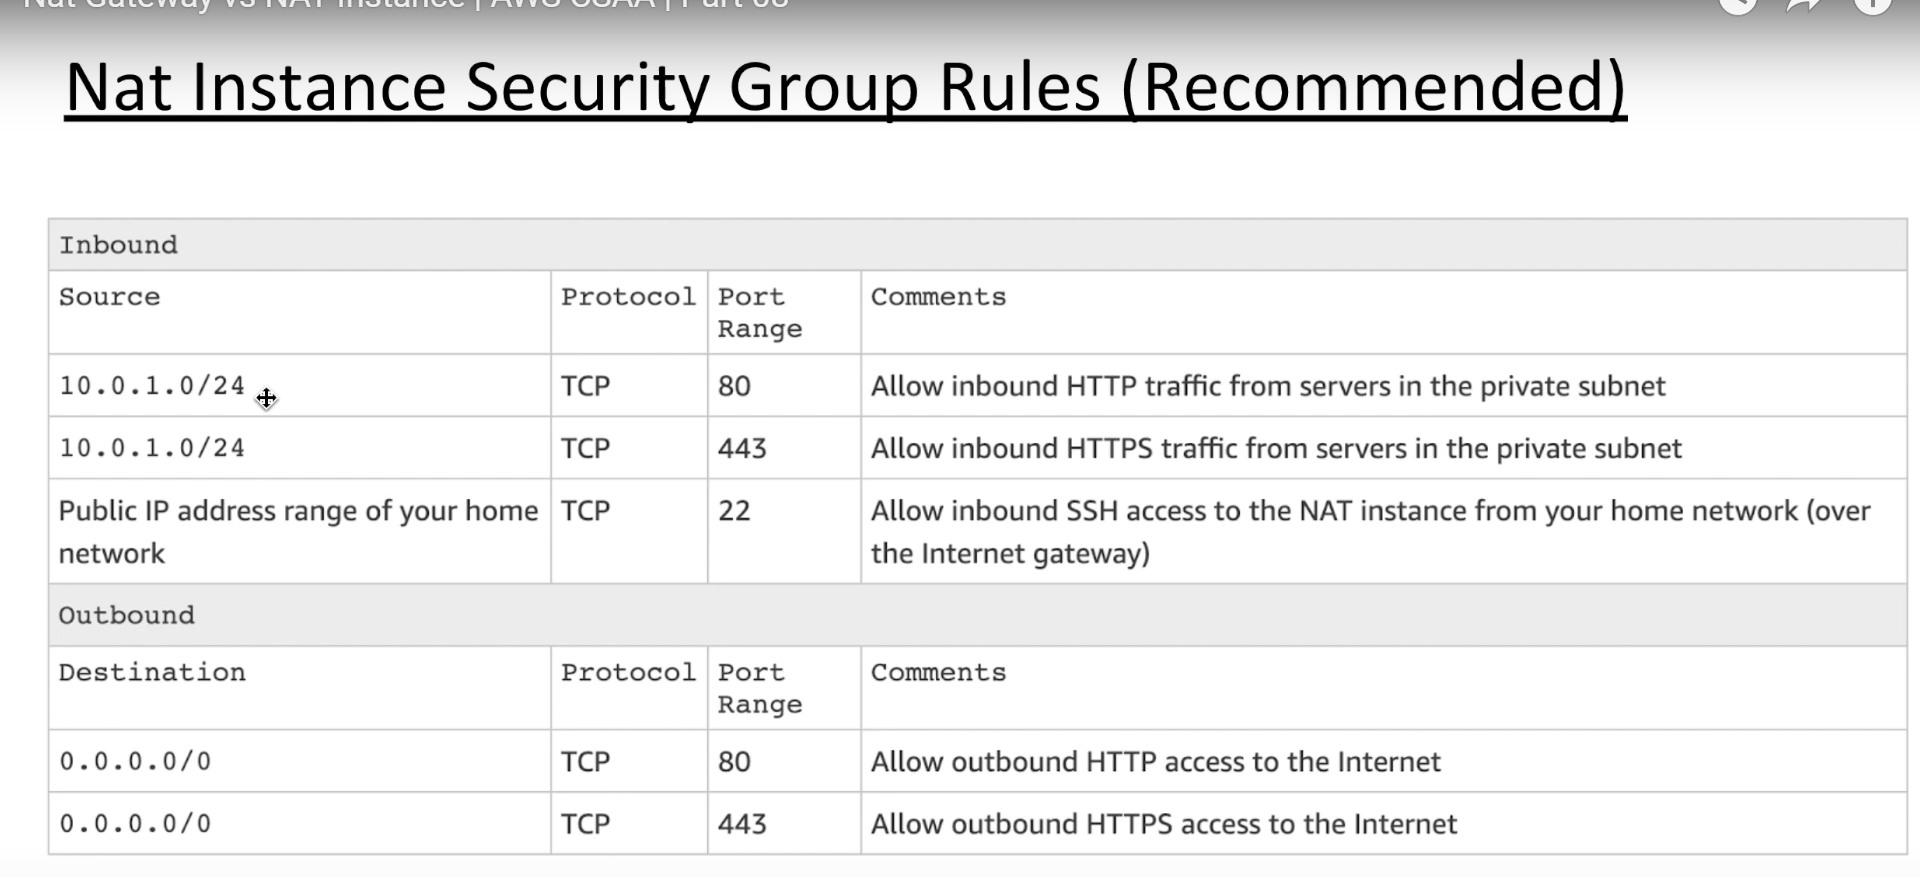 Nat Gateway vs NAT Instance | AWS CSAA | Part 08
Nat Instance Security Group Rules (Recommended)
Inbound
Source Protocol Port Range Comments
10.0.1.0/24 TCP 80 Allow inbound HTTP traffic from servers in the private subnet
10.0.1.0/24 TCP 443 Allow inbound HTTPS traffic from servers in the private subnet
Public IP address range of your home network TCP 22 Allow inbound SSH access to the NAT instance from your home network (over the Internet gateway)
Outbound
Destination Protocol Port Range Comments
0.0.0.0/0 TCP 80 Allow outbound HTTP access to the Internet
0.0.0.0/0 TCP 443 Allow outbound HTTPS access to the Internet